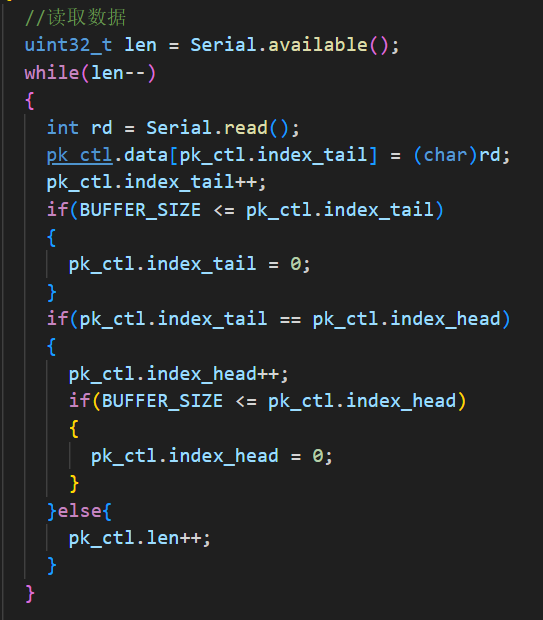 //读取数据
uint32_t len = Serial.available();
while(len--)
{
  int rd = Serial.read();
  pk_ctl.data[pk_ctl.index_tail] = (char)rd;
  pk_ctl.index_tail++;
  if(BUFFER_SIZE <= pk_ctl.index_tail)
  {
    pk_ctl.index_tail = 0;
  }
  if(pk_ctl.index_tail == pk_ctl.index_head)
  {
    pk_ctl.index_head++;
    if(BUFFER_SIZE <= pk_ctl.index_head)
    {
      pk_ctl.index_head = 0;
    }
  }else{
    pk_ctl.len++;
  }
}